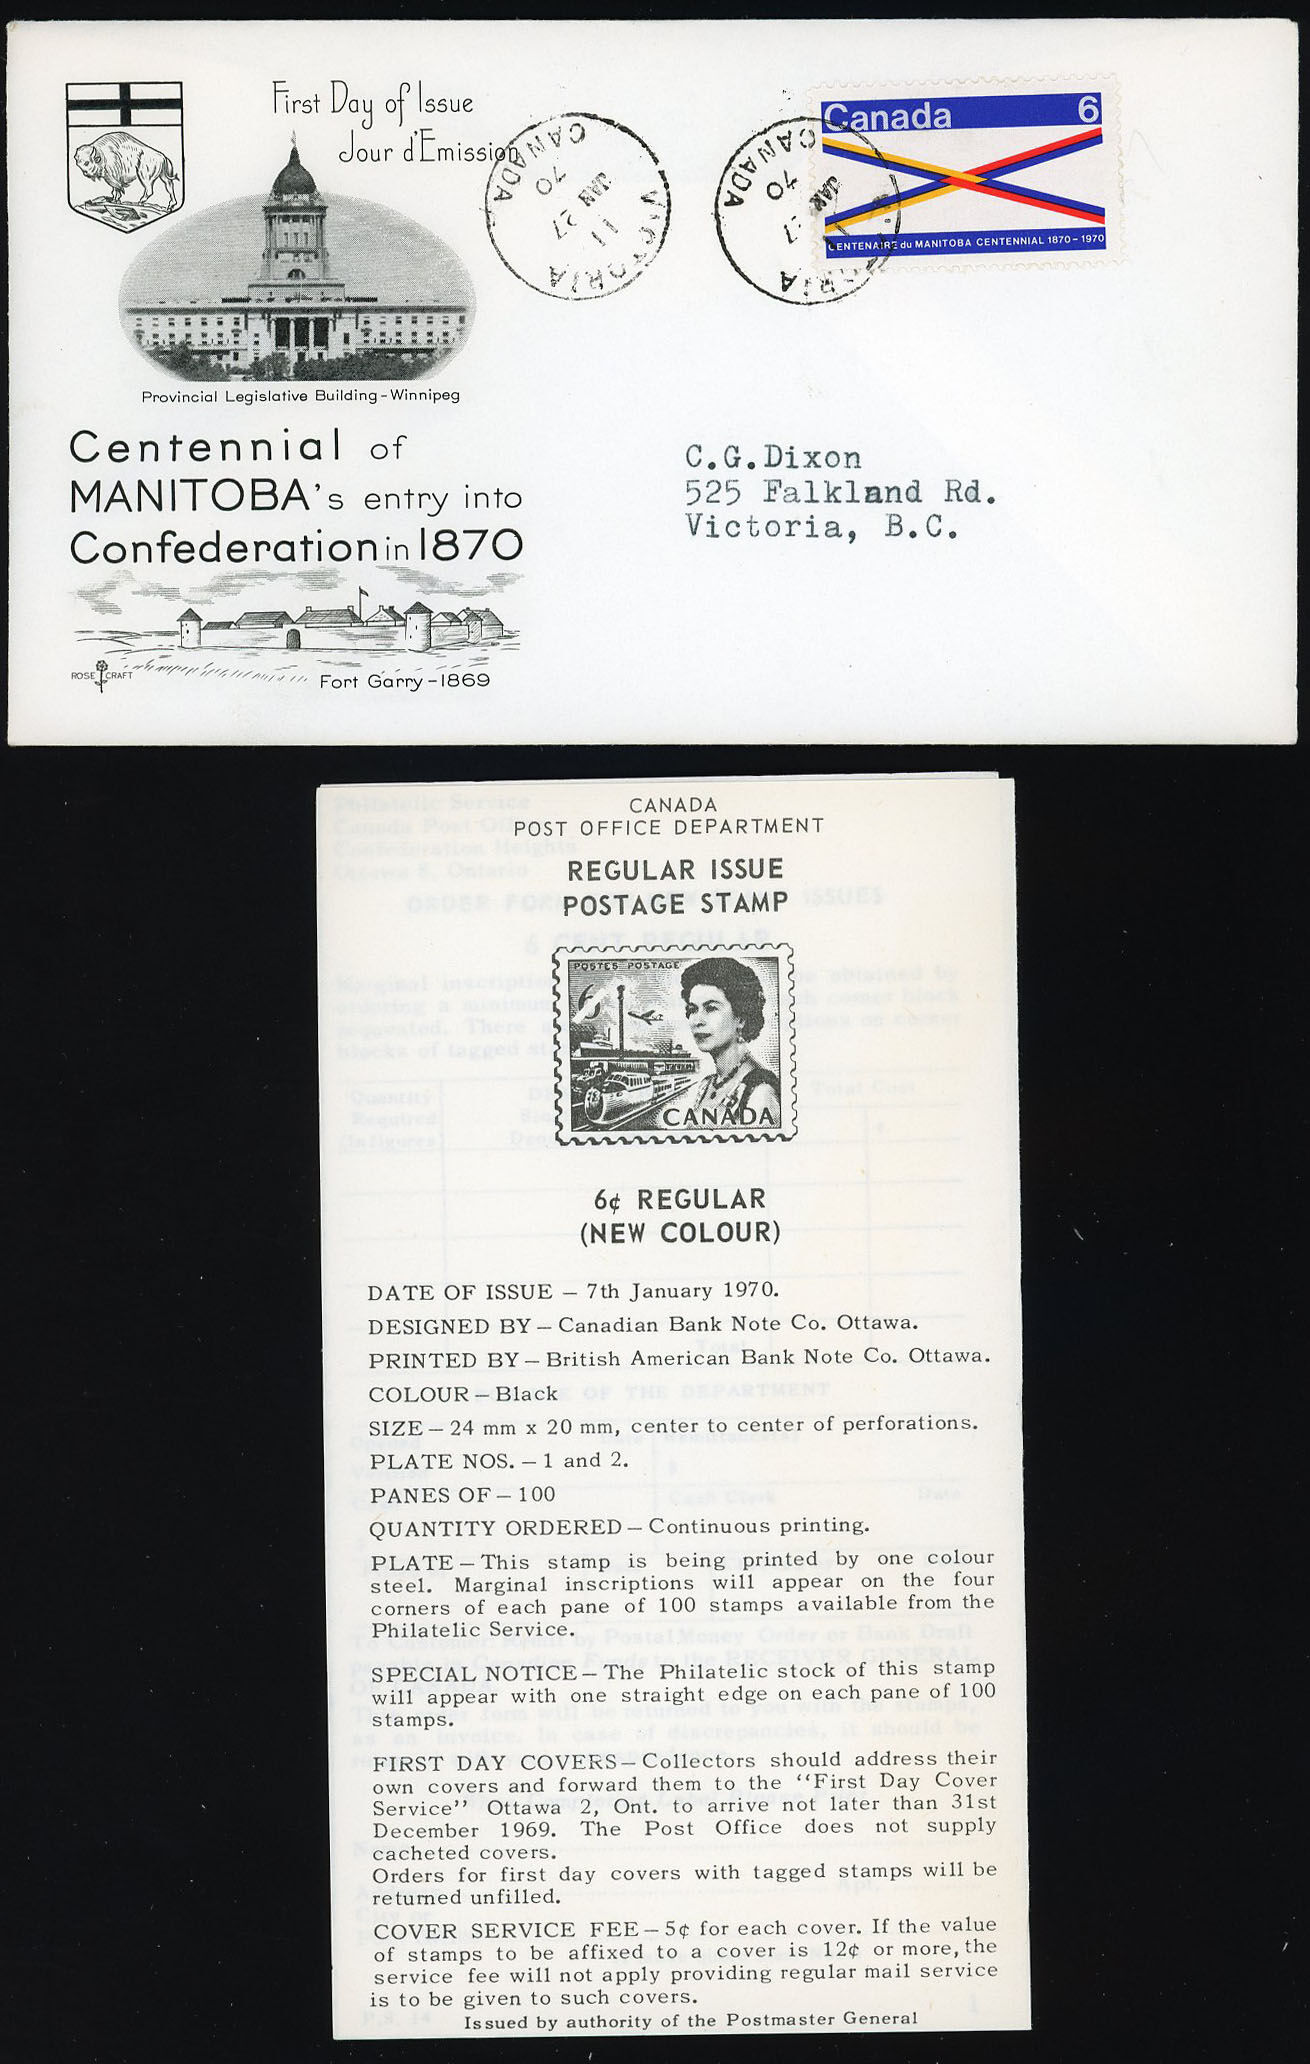 First Day of Issue
Jour d'Emission
VICTORIA
11
JAN 27
70
CANADA
VICTORIA
JAN 27
70
CANADA
Canada 6
CENTENAIRE du MANITOBA CENTENNIAL 1870-1970
Provincial Legislative Building-Winnipeg
Centennial of
MANITOBA's entry into
Confederation in 1870
C.G.Dixon
525 Falkland Rd.
Victoria, B.C.
ROSE CRAFT
Fort Garry-1869
CANADA
POST OFFICE DEPARTMENT
REGULAR ISSUE
POSTAGE STAMP
POSTES POSTAGE
6
CANADA
6¢ REGULAR
(NEW COLOUR)
DATE OF ISSUE — 7th January 1970.
DESIGNED BY — Canadian Bank Note Co. Ottawa.
PRINTED BY — British American Bank Note Co. Ottawa.
COLOUR — Black
SIZE — 24 mm x 20 mm, center to center of perforations.
PLATE NOS. — 1 and 2.
PANES OF — 100
QUANTITY ORDERED — Continuous printing.
PLATE — This stamp is being printed by one colour
steel. Marginal inscriptions will appear on the four
corners of each pane of 100 stamps available from the
Philatelic Service.
SPECIAL NOTICE — The Philatelic stock of this stamp
will appear with one straight edge on each pane of 100
stamps.
FIRST DAY COVERS — Collectors should address their
own covers and forward them to the "First Day Cover
Service" Ottawa 2, Ont. to arrive not later than 31st
December 1969. The Post Office does not supply
cacheted covers.
Orders for first day covers with tagged stamps will be
returned unfilled.
COVER SERVICE FEE — 5¢ for each cover. If the value
of stamps to be affixed to a cover is 12¢ or more, the
service fee will not apply providing regular mail service
is to be given to such covers.
Issued by authority of the Postmaster General